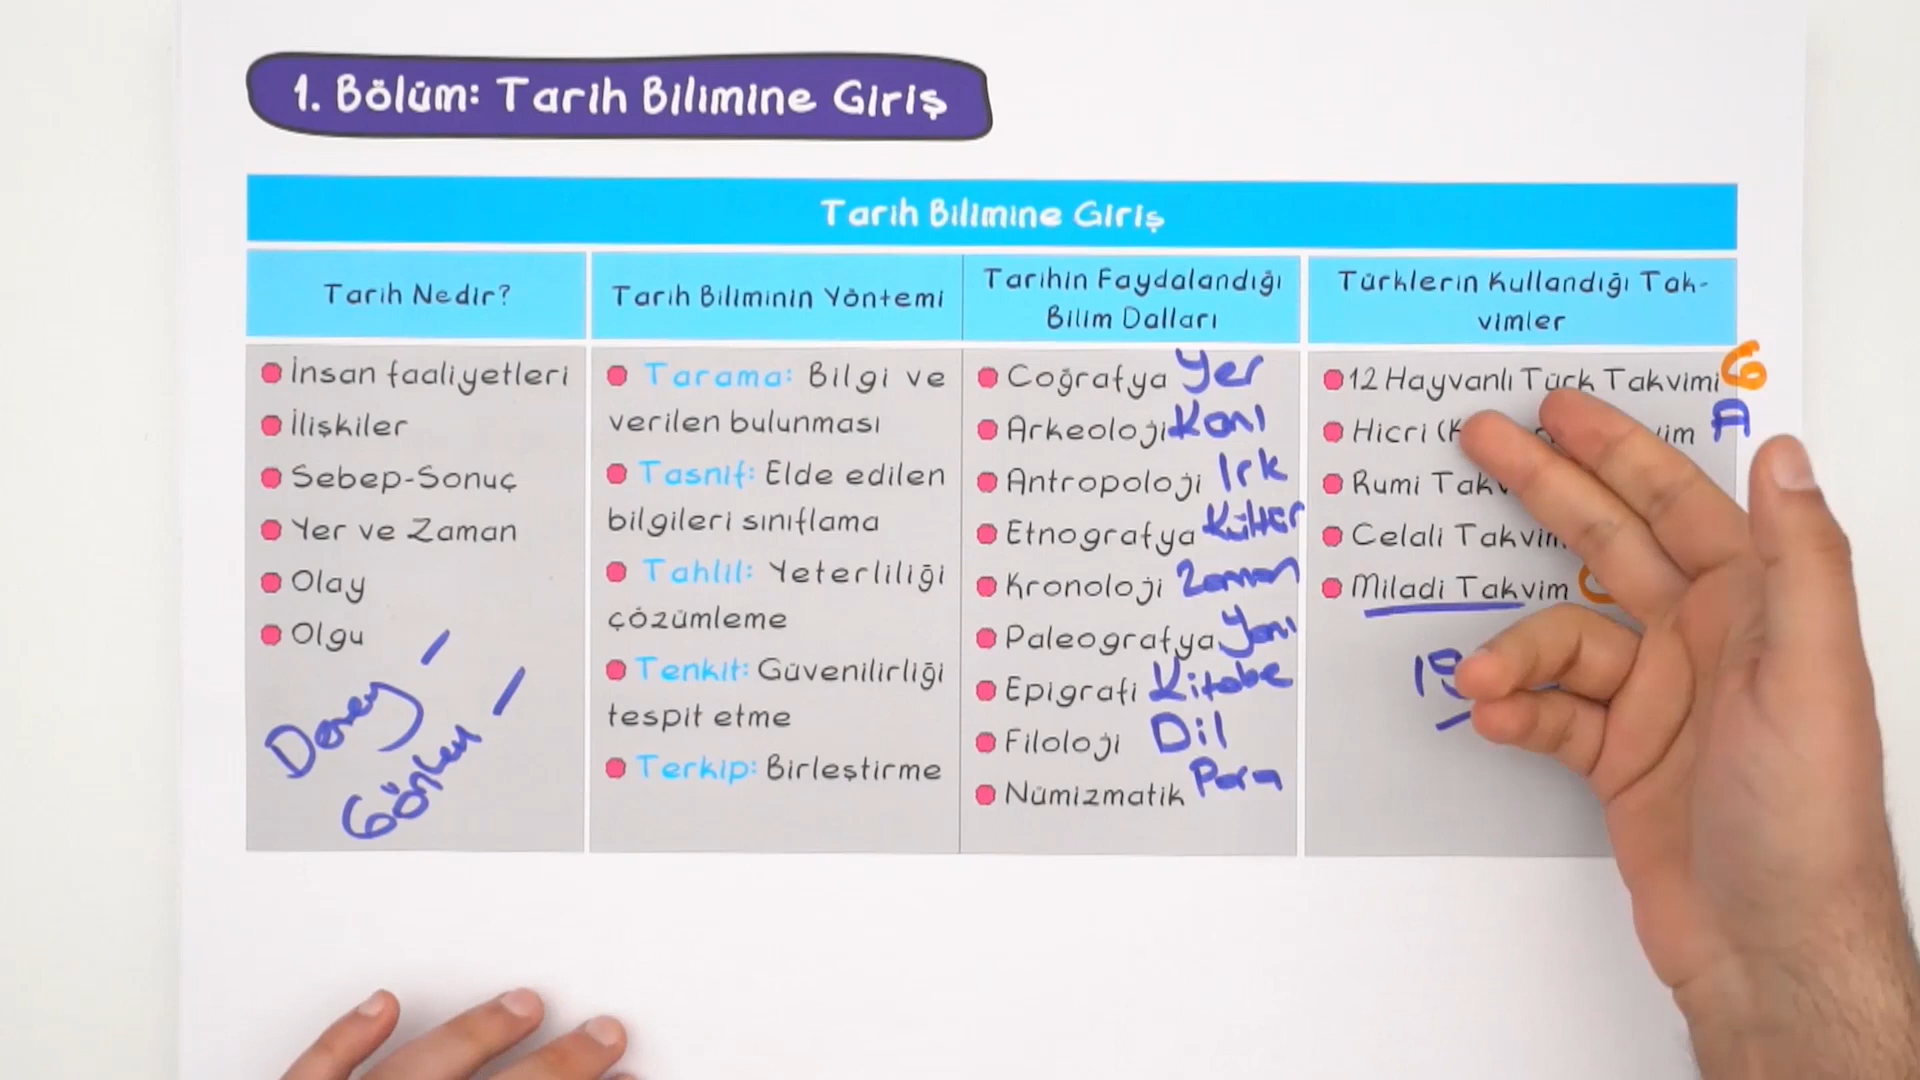 1. Bölüm: Tarih Bilimine Giriş
Tarih Bilimine Giriş
Tarih Nedir?
İnsan faaliyetleri
İlişkiler
Sebep-Sonuç
Yer ve Zaman
Olay
Olgu
Deney -
Gözlem -
Tarih Biliminin Yöntemi
Tarama: Bilgi ve
verilen bulunması
Tasnif: Elde edilen
bilgileri sınıflama
Tahlil: Yeterliliği
çözümleme
Tenkit: Güvenilirliği
tespit etme
Terkip: Birleştirme
Tarihin Faydalandığı
Bilim Dalları
Coğrafya Yer
Arkeoloji Kazı
Antropoloji Irk
Etnografya Kültür
Kronoloji Zaman
Paleografya Yazı
Epigrafi Kitabe
Filoloji Dil
Nümizmatik Para
Türklerin Kullandığı Tak-
vimler
12 Hayvanlı Türk Takvimi G
Hicri A
Rumi
Celali
Miladi Takvim